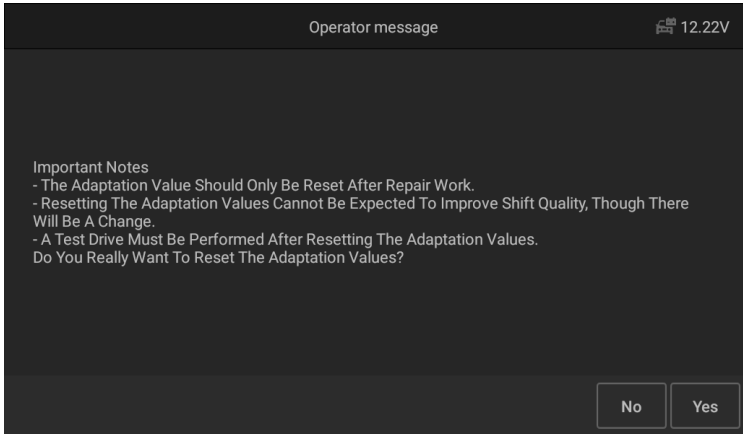 Operator message
12.22V
Important Notes
- The Adaptation Value Should Only Be Reset After Repair Work.
- Resetting The Adaptation Values Cannot Be Expected To Improve Shift Quality, Though There
Will Be A Change.
- A Test Drive Must Be Performed After Resetting The Adaptation Values.
Do You Really Want To Reset The Adaptation Values?
No
Yes